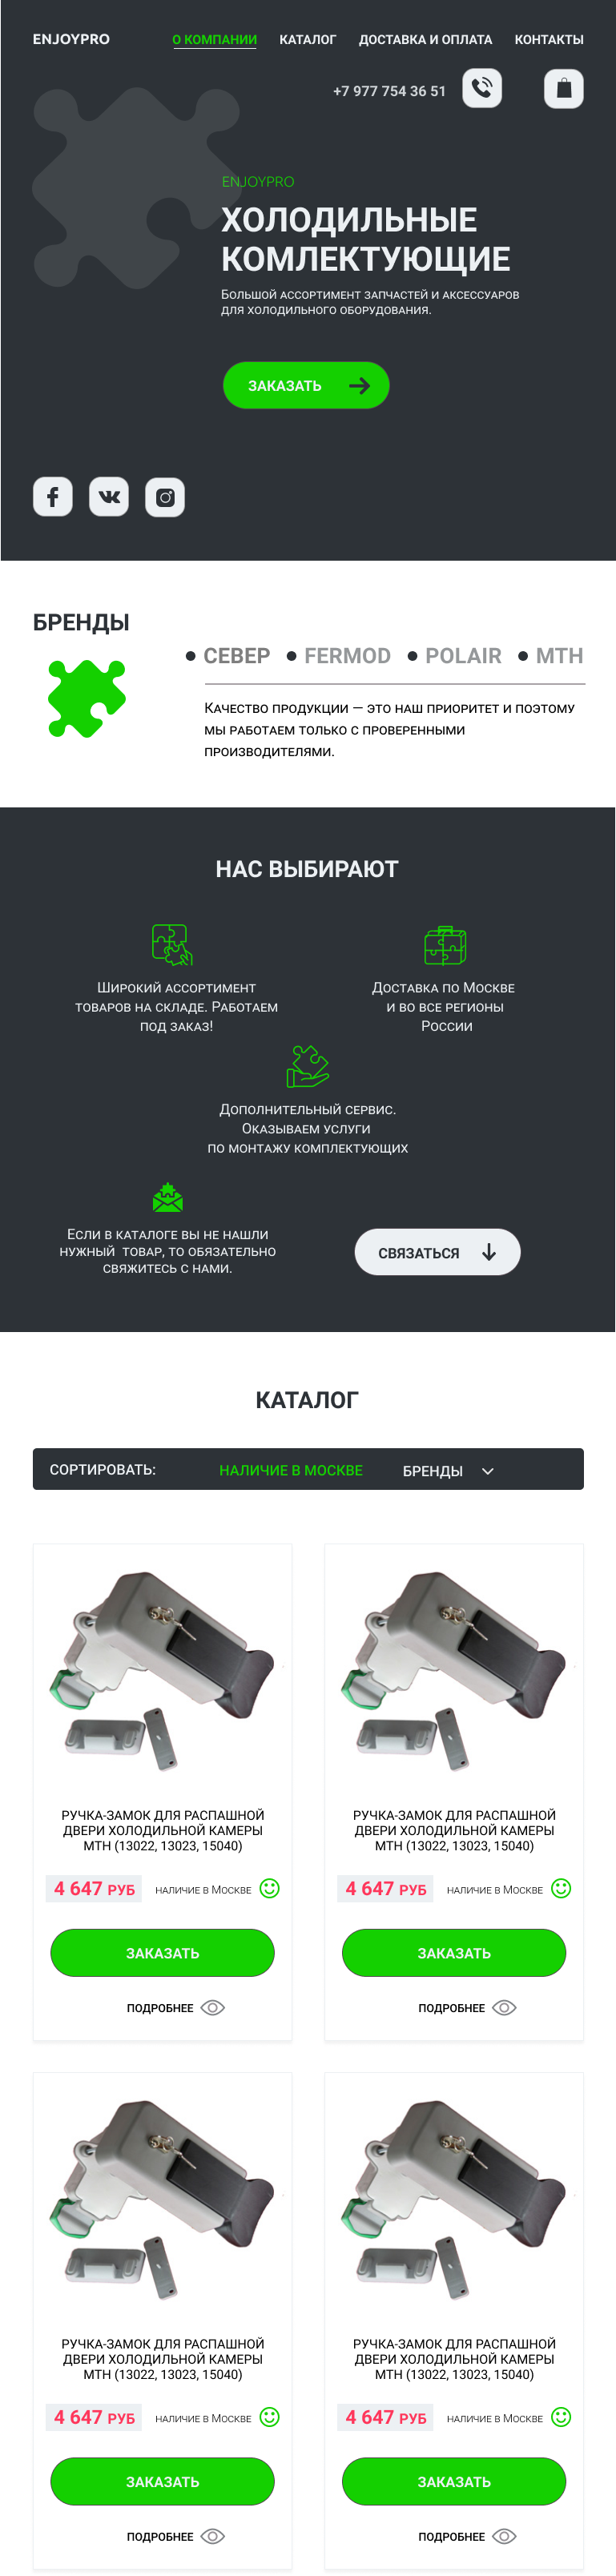 ENJOYPRO О КОМПАНИИ КАТАЛОГ ДОСТАВКА И ОПЛАТА КОНТАКТЫ
+7 977 754 36 51
ENJOYPRO
ХОЛОДИЛЬНЫЕ
КОМЛЕКТУЮЩИЕ
Большой ассортимент запчастей и аксессуаров
для холодильного оборудования.
ЗАКАЗАТЬ
БРЕНДЫ
СЕВЕР FERMOD POLAIR MTH
Качество продукции — это наш приоритет и поэтому
мы работаем только с проверенными
производителями.
НАС ВЫБИРАЮТ
Широкий ассортимент
товаров на складе. Работаем
под заказ!
Доставка по Москве
и во все регионы
России
Дополнительный сервис.
Оказываем услуги
по монтажу комплектующих
Если в каталоге вы не нашли
нужный товар, то обязательно
свяжитесь с нами.
СВЯЗАТЬСЯ
КАТАЛОГ
СОРТИРОВАТЬ: НАЛИЧИЕ В МОСКВЕ БРЕНДЫ
РУЧКА-ЗАМОК ДЛЯ РАСПАШНОЙ
ДВЕРИ ХОЛОДИЛЬНОЙ КАМЕРЫ
МТН (13022, 13023, 15040)
4 647 РУБ наличие в Москве
ЗАКАЗАТЬ
ПОДРОБНЕЕ
РУЧКА-ЗАМОК ДЛЯ РАСПАШНОЙ
ДВЕРИ ХОЛОДИЛЬНОЙ КАМЕРЫ
МТН (13022, 13023, 15040)
4 647 РУБ наличие в Москве
ЗАКАЗАТЬ
ПОДРОБНЕЕ
РУЧКА-ЗАМОК ДЛЯ РАСПАШНОЙ
ДВЕРИ ХОЛОДИЛЬНОЙ КАМЕРЫ
МТН (13022, 13023, 15040)
4 647 РУБ наличие в Москве
ЗАКАЗАТЬ
ПОДРОБНЕЕ
РУЧКА-ЗАМОК ДЛЯ РАСПАШНОЙ
ДВЕРИ ХОЛОДИЛЬНОЙ КАМЕРЫ
МТН (13022, 13023, 15040)
4 647 РУБ наличие в Москве
ЗАКАЗАТЬ
ПОДРОБНЕЕ